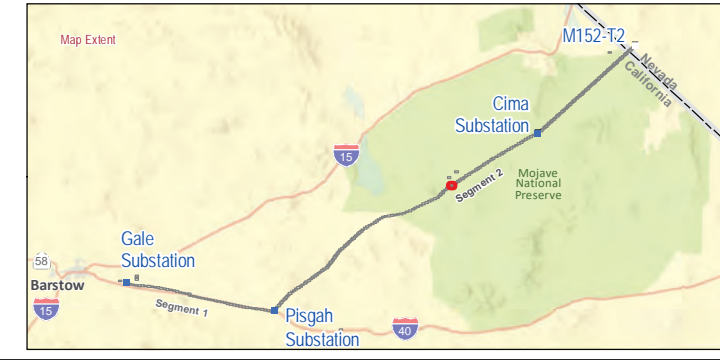 Map Extent
M152-T2
Nevada
California
Cima
Substation
15
Segment 2
Mojave
National
Preserve
Gale
Substation
58
Barstow
15
Segment 1
Pisgah
Substation
40